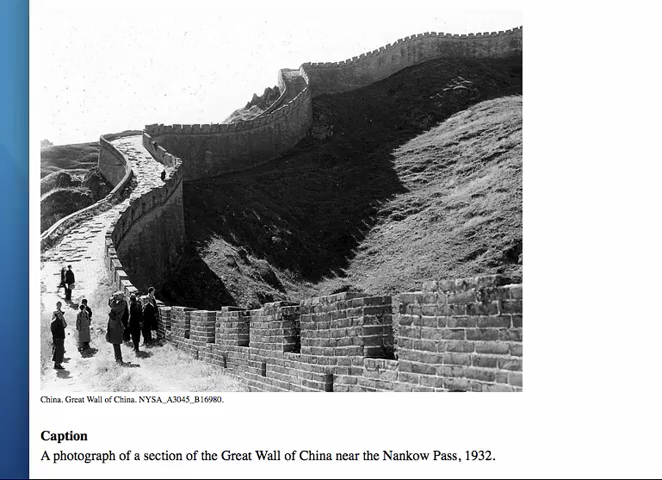 China. Great Wall of China. NYSA_A3045_B16980.
Caption
A photograph of a section of the Great Wall of China near the Nankow Pass, 1932.